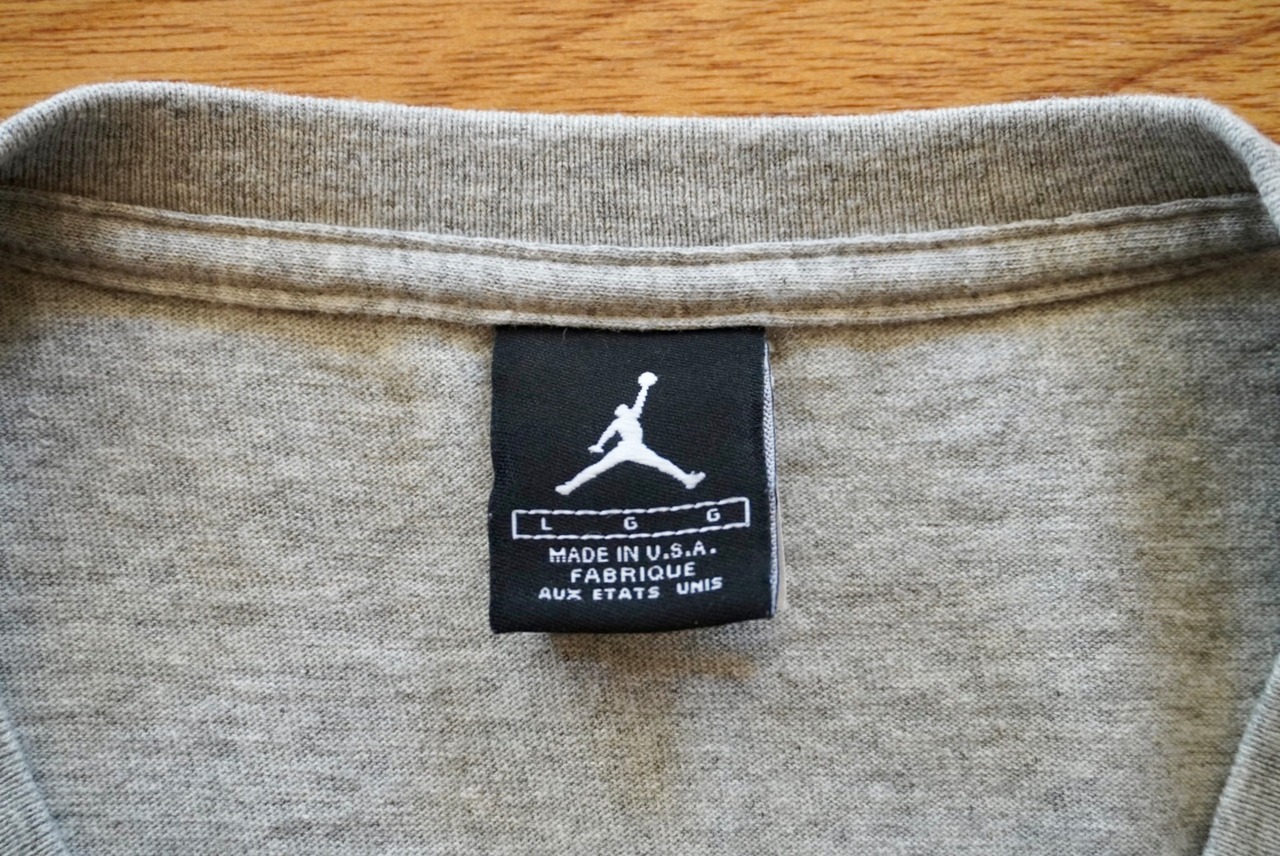 L G G
MADE IN U.S.A.
FABRIQUE
AUX ETATS UNIS